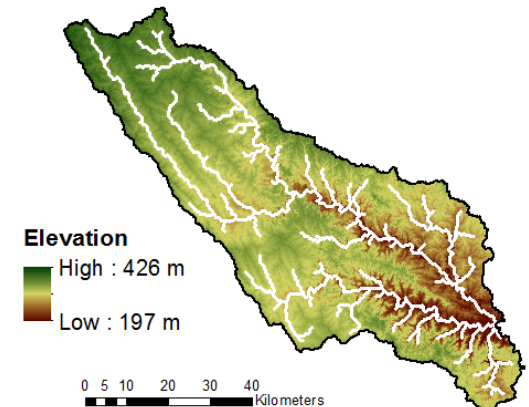 Elevation
High : 426 m
Low : 197 m
0 5 10 20 30 40
Kilometers